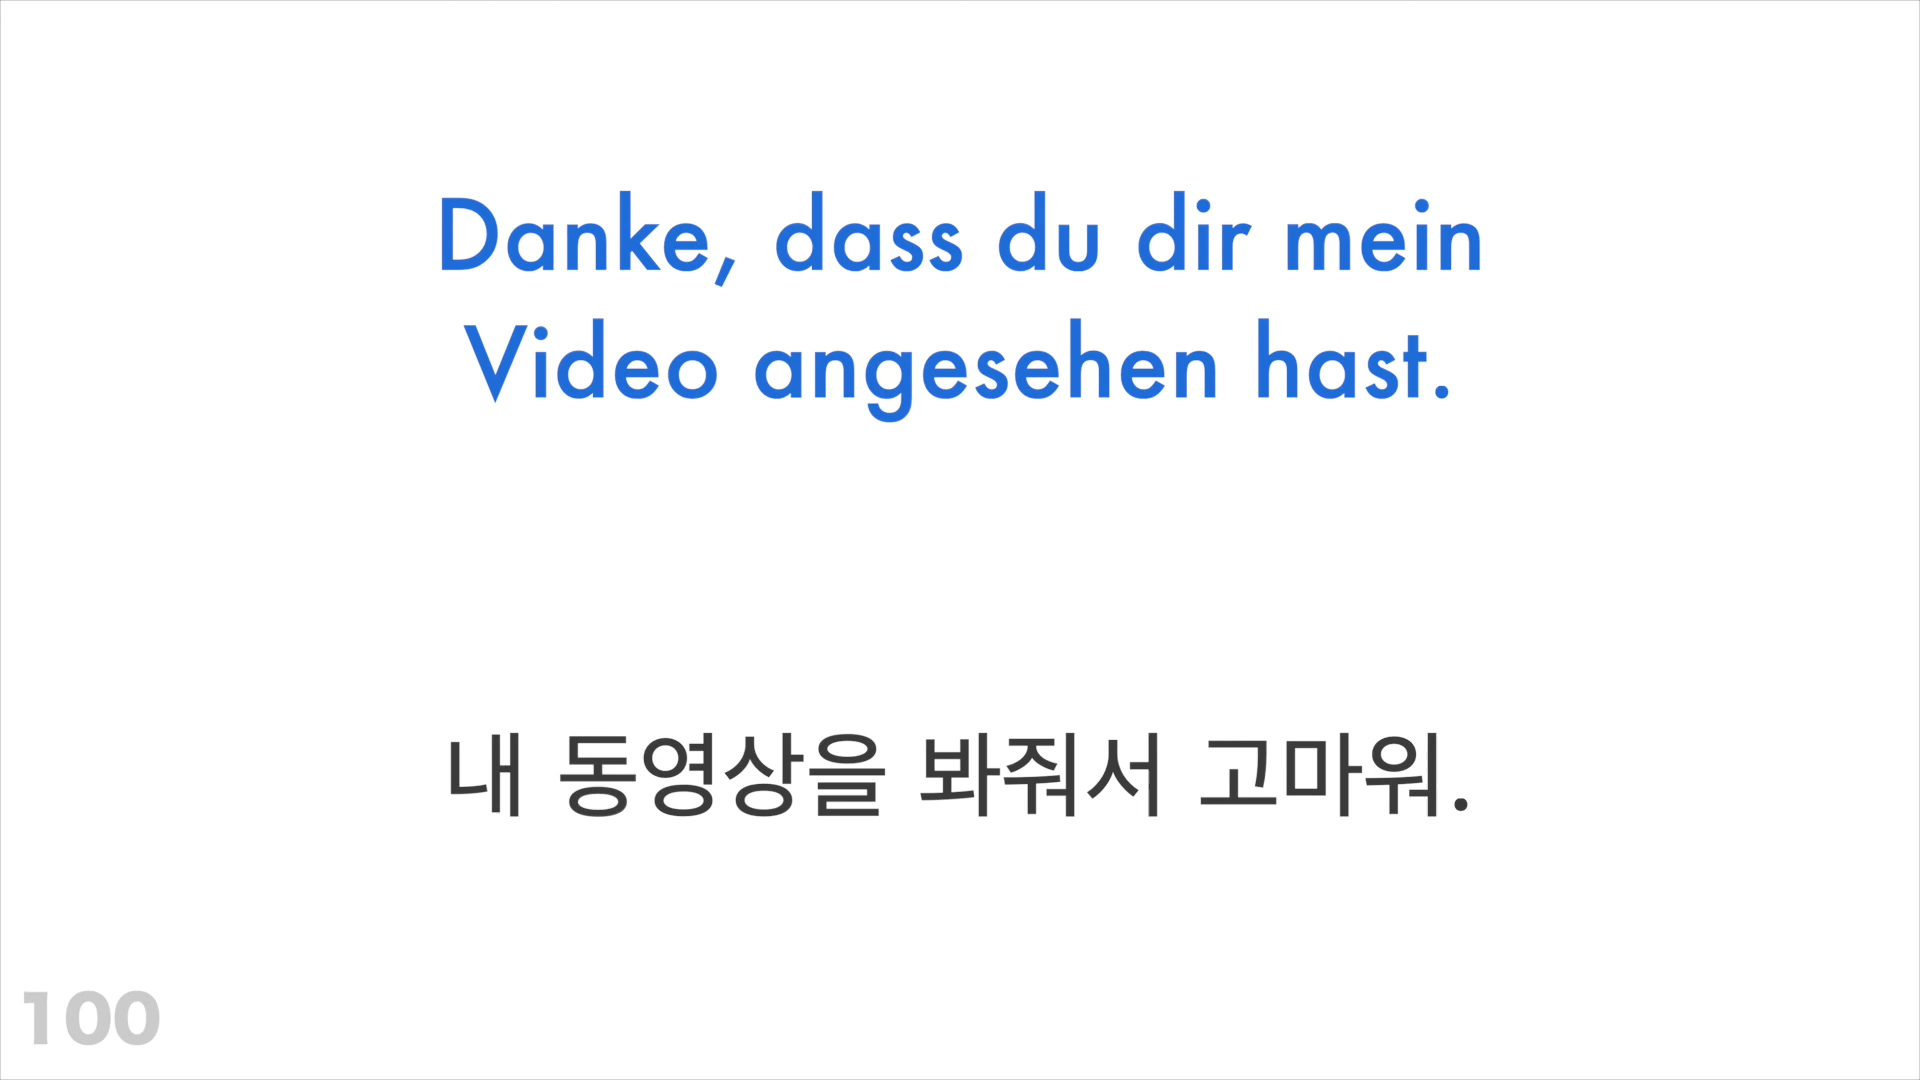 Danke, dass du dir mein
Video angesehen hast.
내 동영상을 봐줘서 고마워.
100